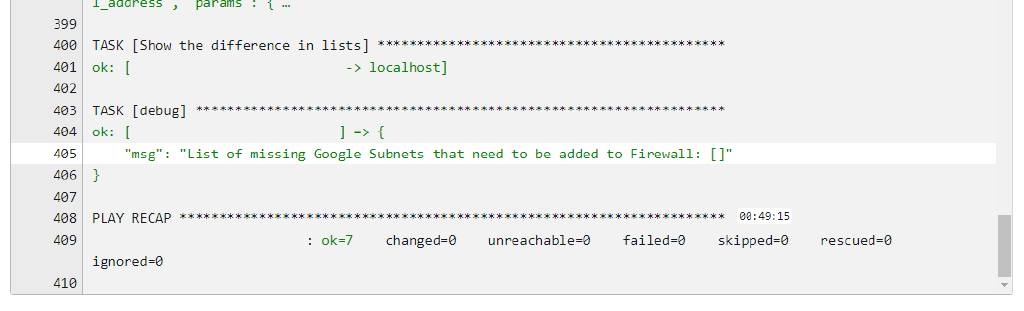 l_address , params : { …
399
400 TASK [Show the difference in lists] *******************************************
401 ok: [ -> localhost]
402
403 TASK [debug] ******************************************************************
404 ok: [ ] -> {
405 "msg": "List of missing Google Subnets that need to be added to Firewall: []"
406 }
407
408 PLAY RECAP ******************************************************************** 00:49:15
409 : ok=7 changed=0 unreachable=0 failed=0 skipped=0 rescued=0
ignored=0
410